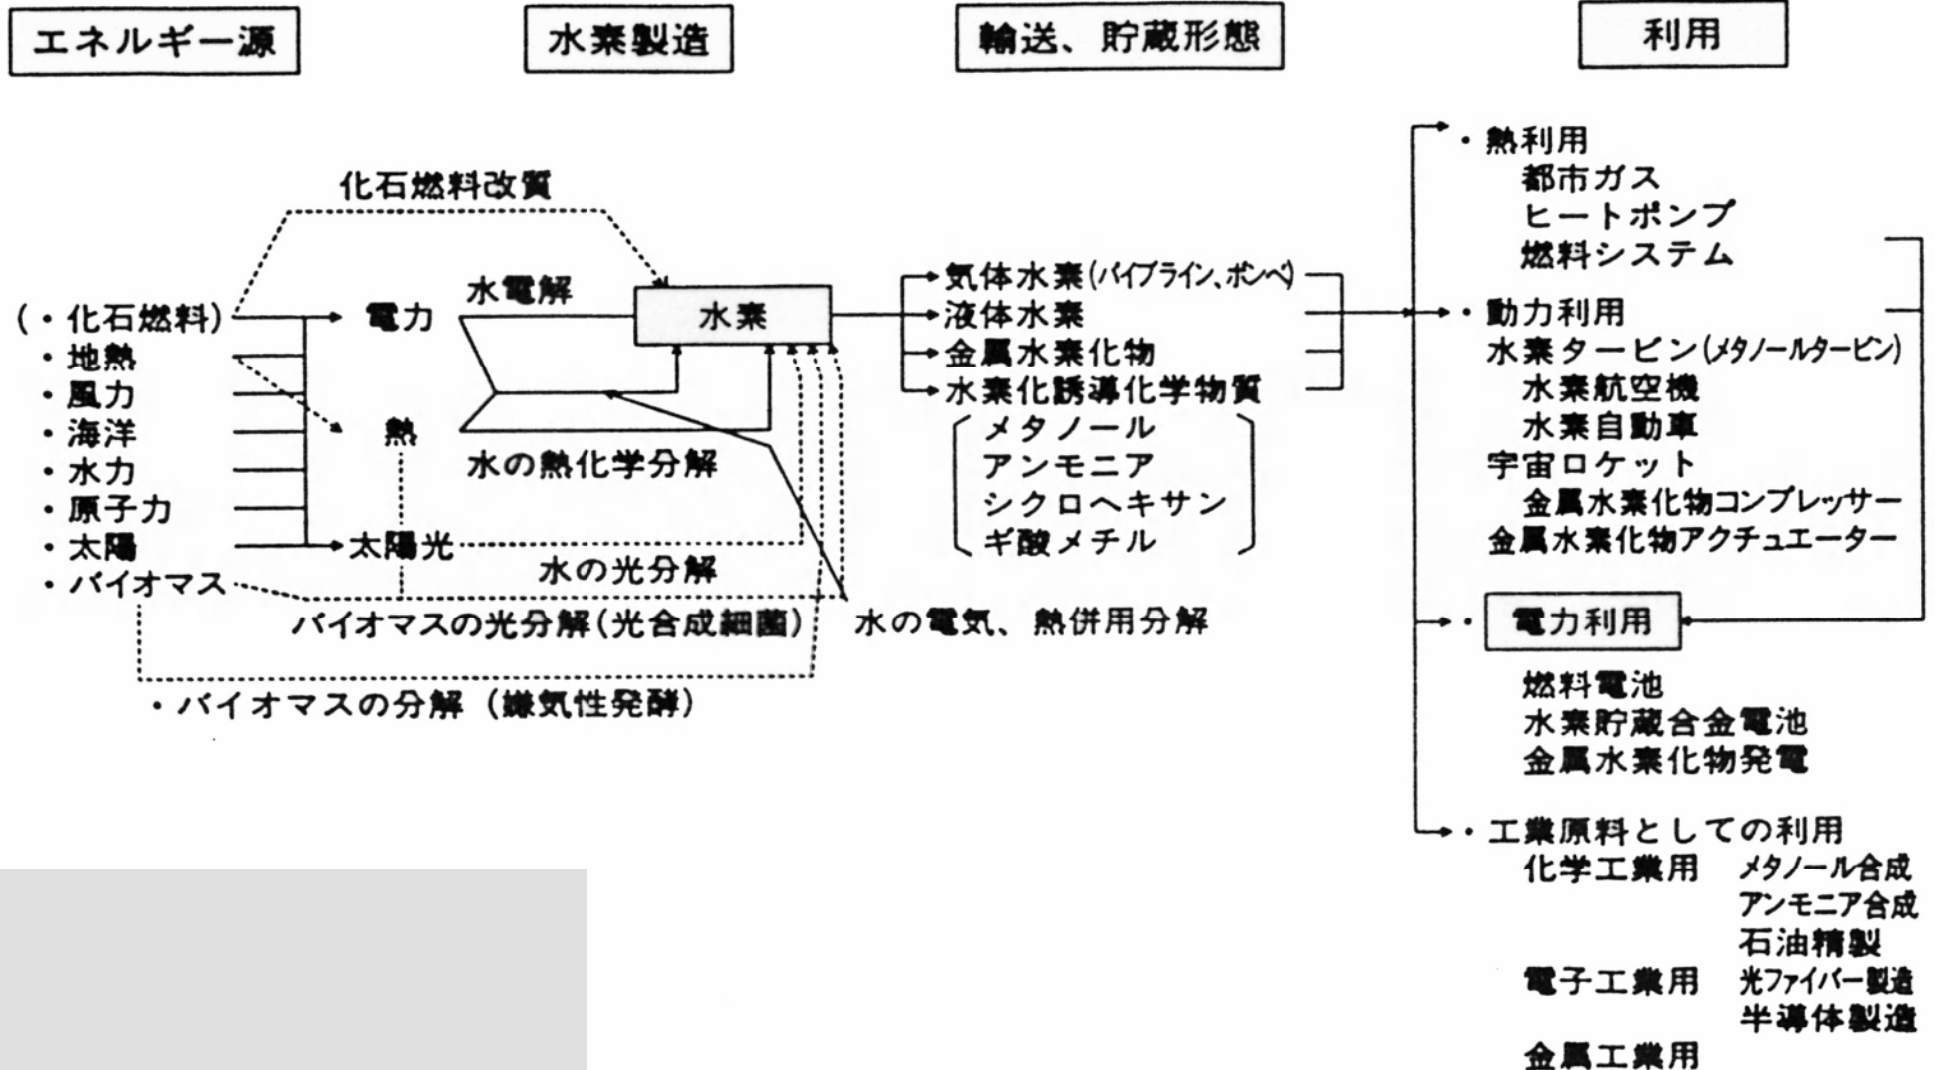 エネルギー源
水素製造
輸送、貯蔵形態
利用
化石燃料改質
水電解
(・化石燃料)
・地熱
・風力
・海洋
・水力
・原子力
・太陽
・バイオマス
電力
熱
太陽光
水素
水の熱化学分解
水の光分解
バイオマスの光分解(光合成細菌)
水の電気、熱併用分解
・バイオマスの分解(嫌気性発酵)
気体水素(パイプライン、ボンベ)
液体水素
金属水素化物
水素化誘導化学物質
メタノール
アンモニア
シクロヘキサン
ギ酸メチル
・熱利用
都市ガス
ヒートポンプ
燃料システム
・動力利用
水素タービン(メタノールタービン)
水素航空機
水素自動車
宇宙ロケット
金属水素化物コンプレッサー
金属水素化物アクチュエーター
・電力利用
燃料電池
水素貯蔵合金電池
金属水素化物発電
・工業原料としての利用
化学工業用 メタノール合成
アンモニア合成
石油精製
電子工業用 光ファイバー製造
半導体製造
金属工業用